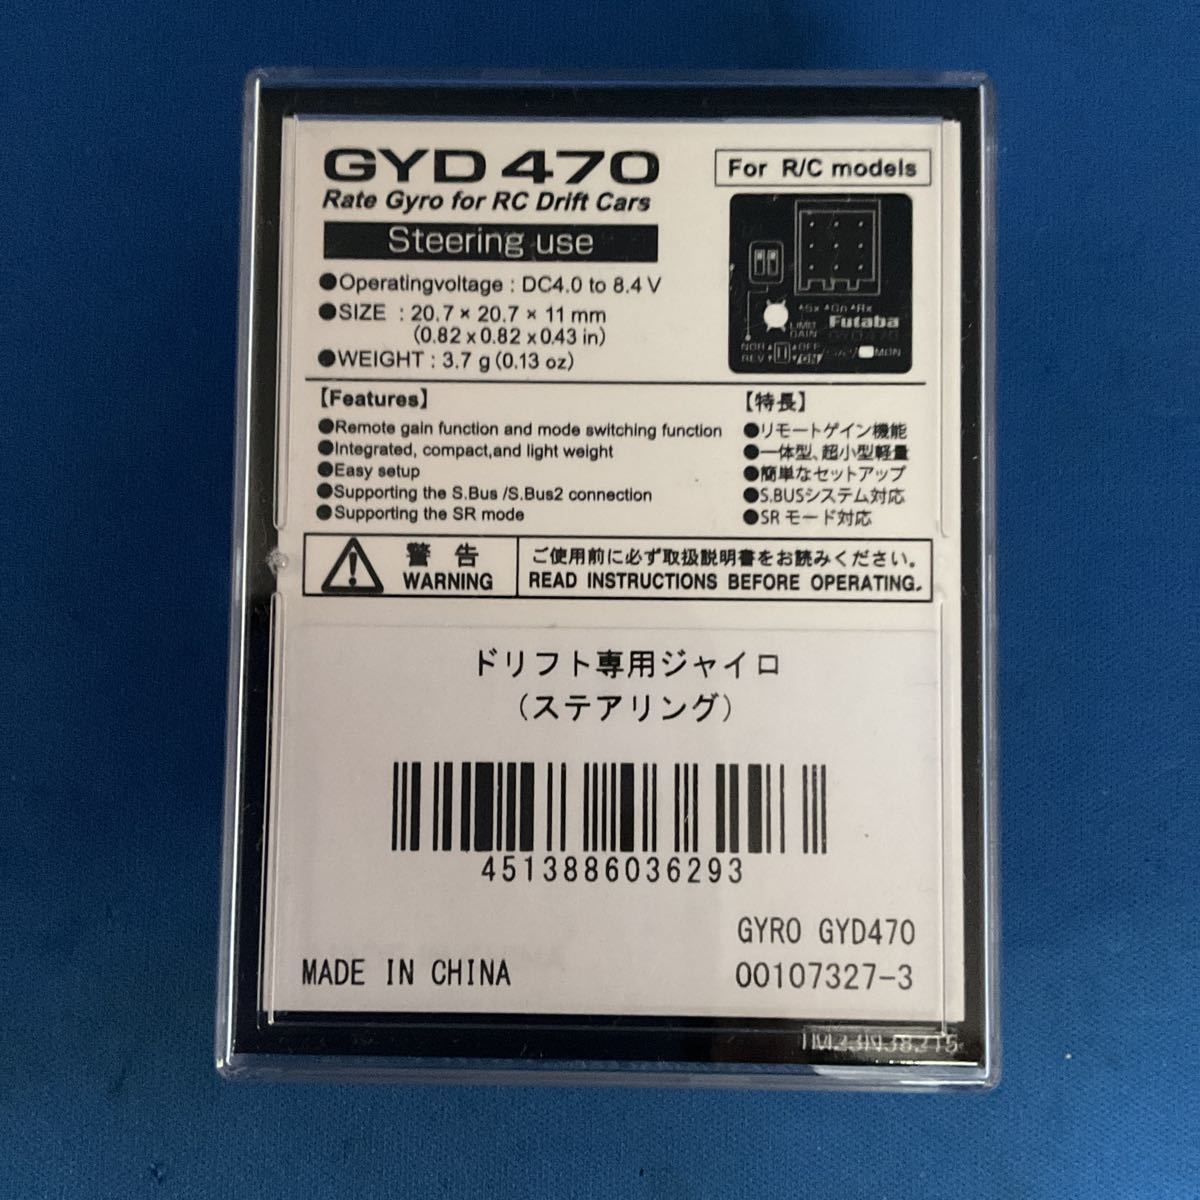 GYD 470
Rate Gyro for RC Drift Cars
Steering use
For R/C models
●Operatingvoltage : DC4.0 to 8.4 V
●SIZE : 20.7 × 20.7 × 11 mm
(0.82 x 0.82 x 0.43 in)
●WEIGHT : 3.7 g (0.13 oz)
▲Sx ▲Gn ▲Rx
LIMIT
GAIN
Futaba
GYD470
NOR
REV
OFF
ON
MON
【Features】
●Remote gain function and mode switching function
●Integrated, compact,and light weight
●Easy setup
●Supporting the S.Bus /S.Bus2 connection
●Supporting the SR mode
【特長】
●リモートゲイン機能
●一体型、超小型軽量
●簡単なセットアップ
●S.BUSシステム対応
●SR モード対応
警告
WARNING
ご使用前に必ず取扱説明書をお読みください。
READ INSTRUCTIONS BEFORE OPERATING.
ドリフト専用ジャイロ
(ステアリング)
4513886036293
GYRO GYD470
MADE IN CHINA
00107327-3